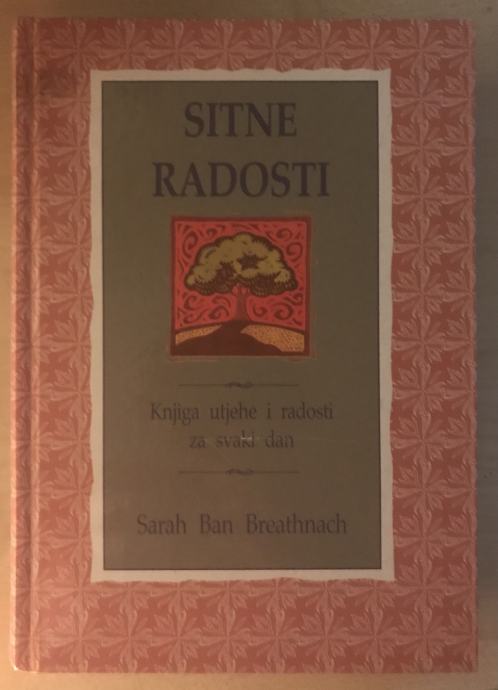 SITNE
RADOSTI
Knjiga utjehe i radosti
za svaki dan
Sarah Ban Breathnach